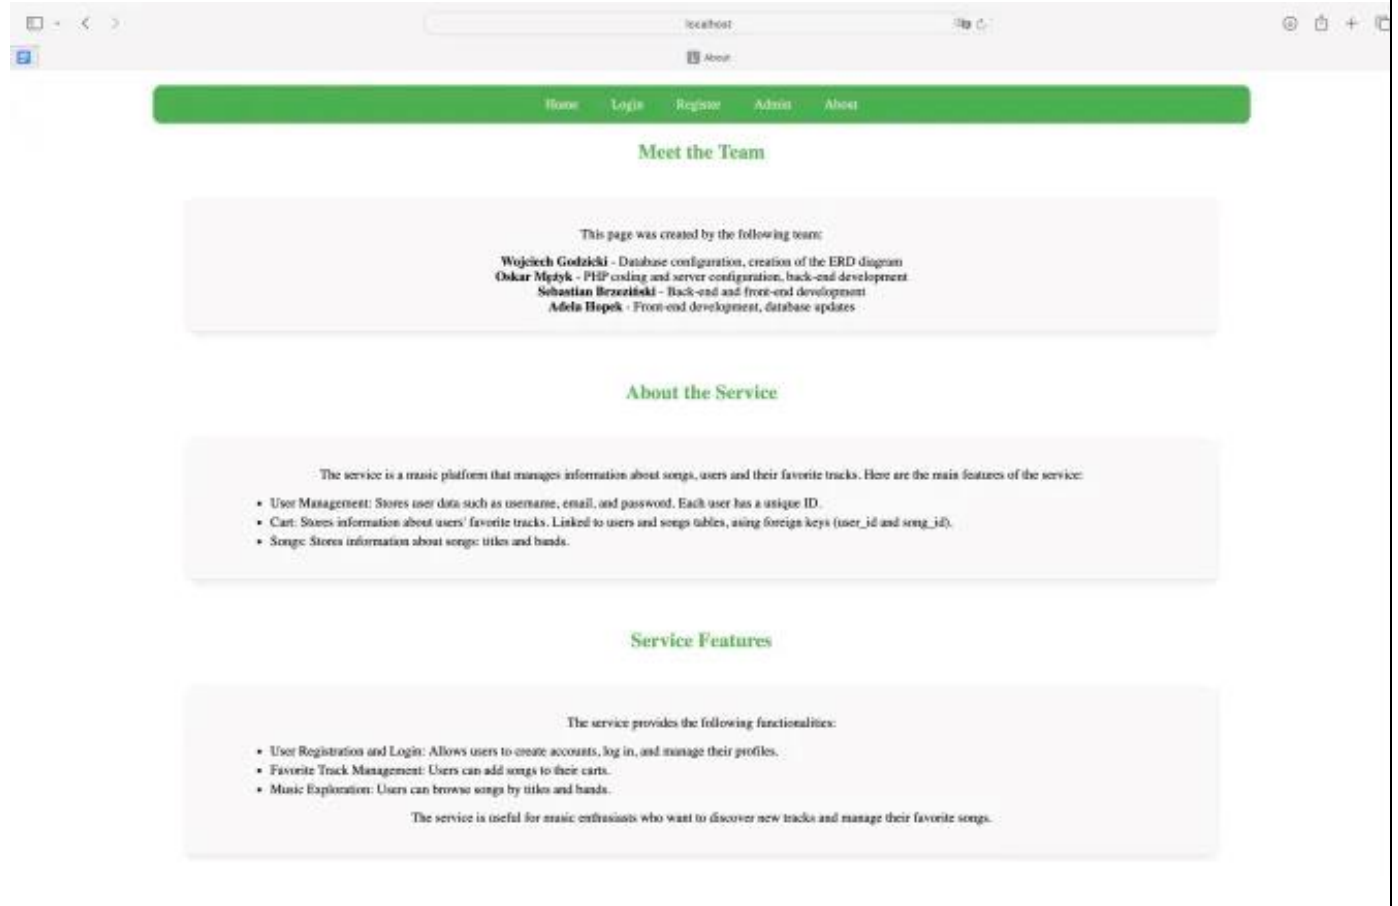 localhost
About
Home Login Register Admin About
Meet the Team
This page was created by the following team:
Wojciech Godzicki - Database configuration, creation of the ERD diagram
Oskar Mężyk - PHP coding and server configuration, back-end development
Sebastian Brzeziński - Back-end and front-end development
Adela Hopek - Front-end development, database updates
About the Service
The service is a music platform that manages information about songs, users and their favorite tracks. Here are the main features of the service:
• User Management: Stores user data such as username, email, and password. Each user has a unique ID.
• Cart: Stores information about users' favorite tracks. Linked to users and songs tables, using foreign keys (user_id and song_id).
• Songs: Stores information about songs: titles and bands.
Service Features
The service provides the following functionalities:
• User Registration and Login: Allows users to create accounts, log in, and manage their profiles.
• Favorite Track Management: Users can add songs to their carts.
• Music Exploration: Users can browse songs by titles and bands.
The service is useful for music enthusiasts who want to discover new tracks and manage their favorite songs.